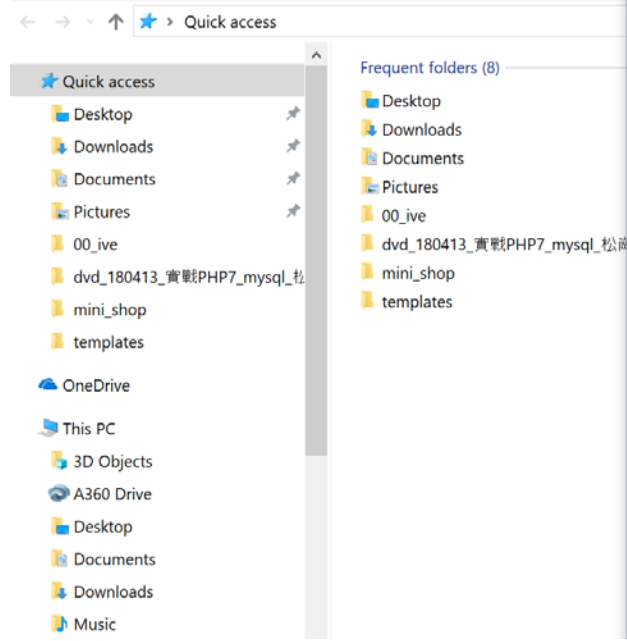 Quick access
Quick access
Desktop
Downloads
Documents
Pictures
00_ive
dvd_180413_實戰PHP7_mysql_松
mini_shop
templates
OneDrive
This PC
3D Objects
A360 Drive
Desktop
Documents
Downloads
Music
Frequent folders (8)
Desktop
Downloads
Documents
Pictures
00_ive
dvd_180413_實戰PHP7_mysql_松崗
mini_shop
templates